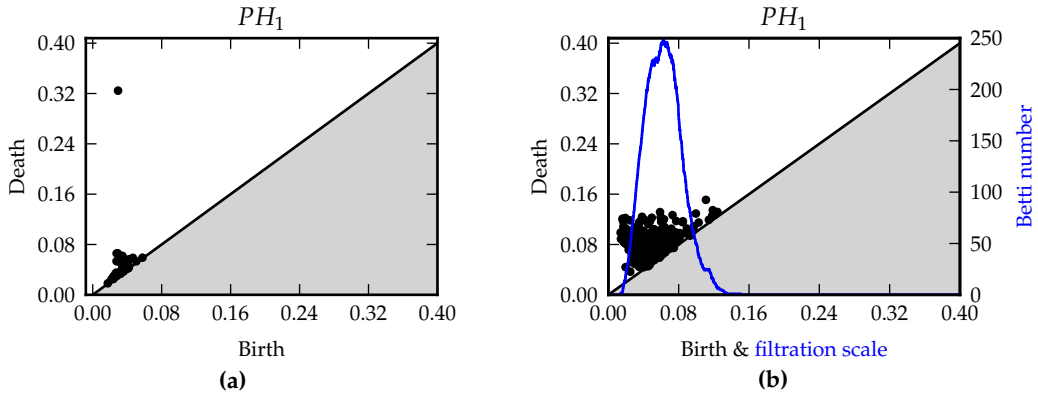 PH1
0.40
0.32
0.24
0.16
0.08
0.00
Death
0.00 0.08 0.16 0.24 0.32 0.40
Birth
(a)
PH1
0.40
0.32
0.24
0.16
0.08
0.00
Death
250
200
150
100
50
0
Betti number
0.00 0.08 0.16 0.24 0.32 0.40
Birth & filtration scale
(b)